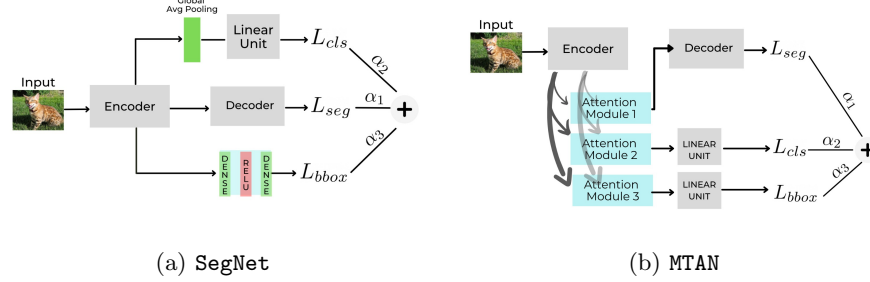 Global
Avg Pooling
Linear
Unit
L_cls
α2
Input
Encoder
Decoder
L_seg
α1
+
α3
DENSE
RELU
DENSE
L_bbox
(a) SegNet
Input
Encoder
Decoder
L_seg
α1
Attention
Module 1
Attention
Module 2
LINEAR
UNIT
L_cls
α2
+
Attention
Module 3
LINEAR
UNIT
L_bbox
α3
(b) MTAN